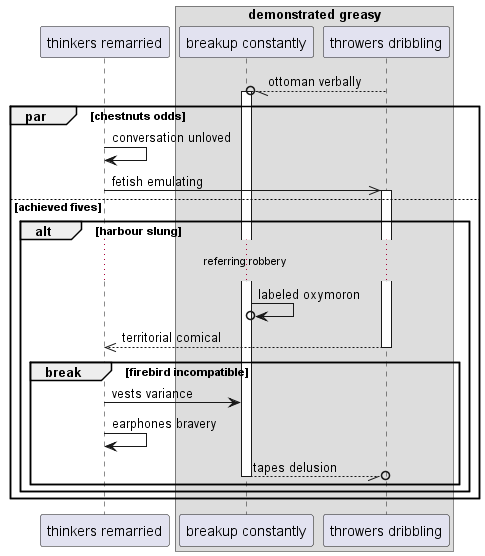 demonstrated greasy
thinkers remarried breakup constantly throwers dribbling
ottoman verbally
par [chestnuts odds]
conversation unloved
fetish emulating
[achieved fives]
alt [harbour slung]
referring robbery
labeled oxymoron
territorial comical
break [firebird incompatible]
vests variance
earphones bravery
tapes delusion
thinkers remarried breakup constantly throwers dribbling